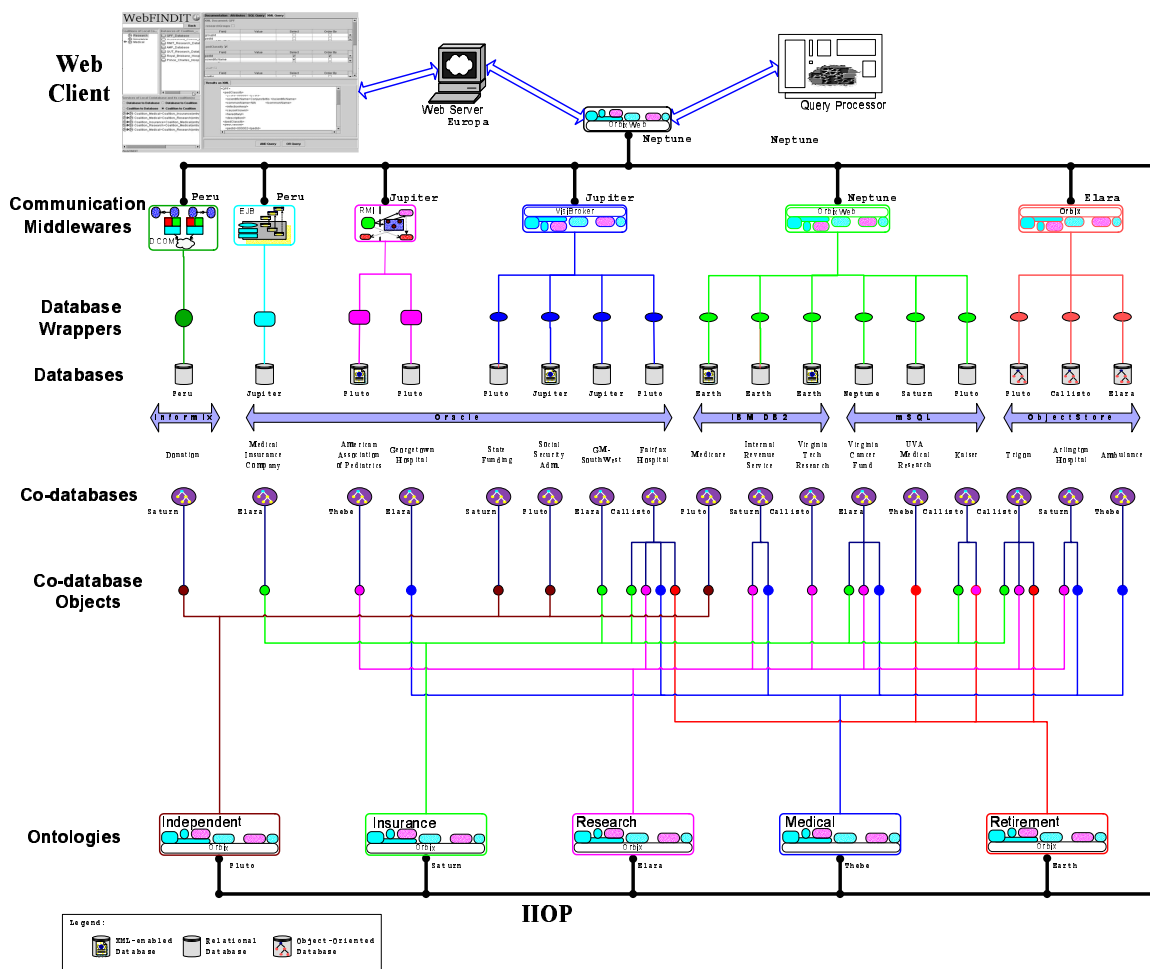 WebFINDIT
Web
Client
Web Server
Europa
Query Processor
OrbixWeb
Neptune
Neptune
Communication
Middlewares
Peru
Peru
Jupiter
Jupiter
Neptune
Elara
DCOM
EJB
RMI
VisiBroker
OrbixWeb
Orbix
Database
Wrappers
Databases
Peru
Jupiter
Pluto
Pluto
Pluto
Jupiter
Jupiter
Pluto
Earth
Earth
Earth
Neptune
Saturn
Pluto
Pluto
Callisto
Elara
Informix
Oracle
IBM DB2
mSQL
ObjectStore
Donation
Medical
Insurance
Company
American
Association
of Pediatrics
Georgetown
Hospital
State
Funding
Social
Security
Adm.
GM-
SouthWest
Fairfax
Hospital
Medicare
Internal
Revenue
Service
Virginia
Tech
Research
Virginia
Cancer
Fund
UVA
Medical
Research
Kaiser
Trigon
Arlington
Hospital
Ambulance
Co-databases
Saturn
Elara
Thebe
Elara
Saturn
Pluto
Elara
Callisto
Pluto
Saturn
Callisto
Elara
Thebe
Callisto
Callisto
Saturn
Thebe
Co-database
Objects
Ontologies
Independent
Orbix
Pluto
Insurance
Orbix
Saturn
Research
Orbix
Elara
Medical
Orbix
Thebe
Retirement
Orbix
Earth
IIOP
Legend:
XML-enabled
Database
Relational
Database
Object-Oriented
Database